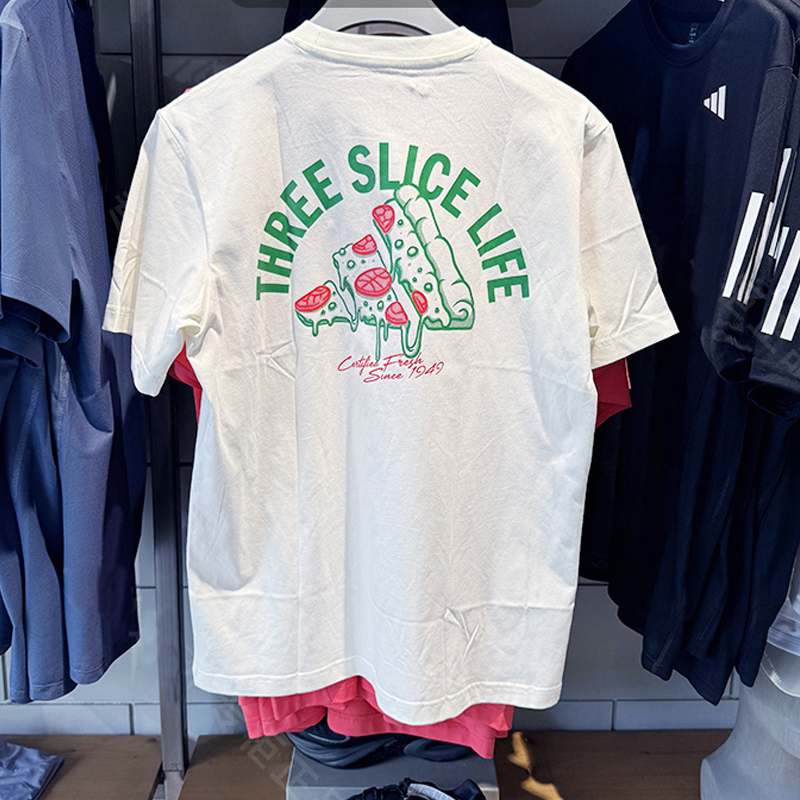 THREE SLICE LIFE
Certified Fresh
Since 1949